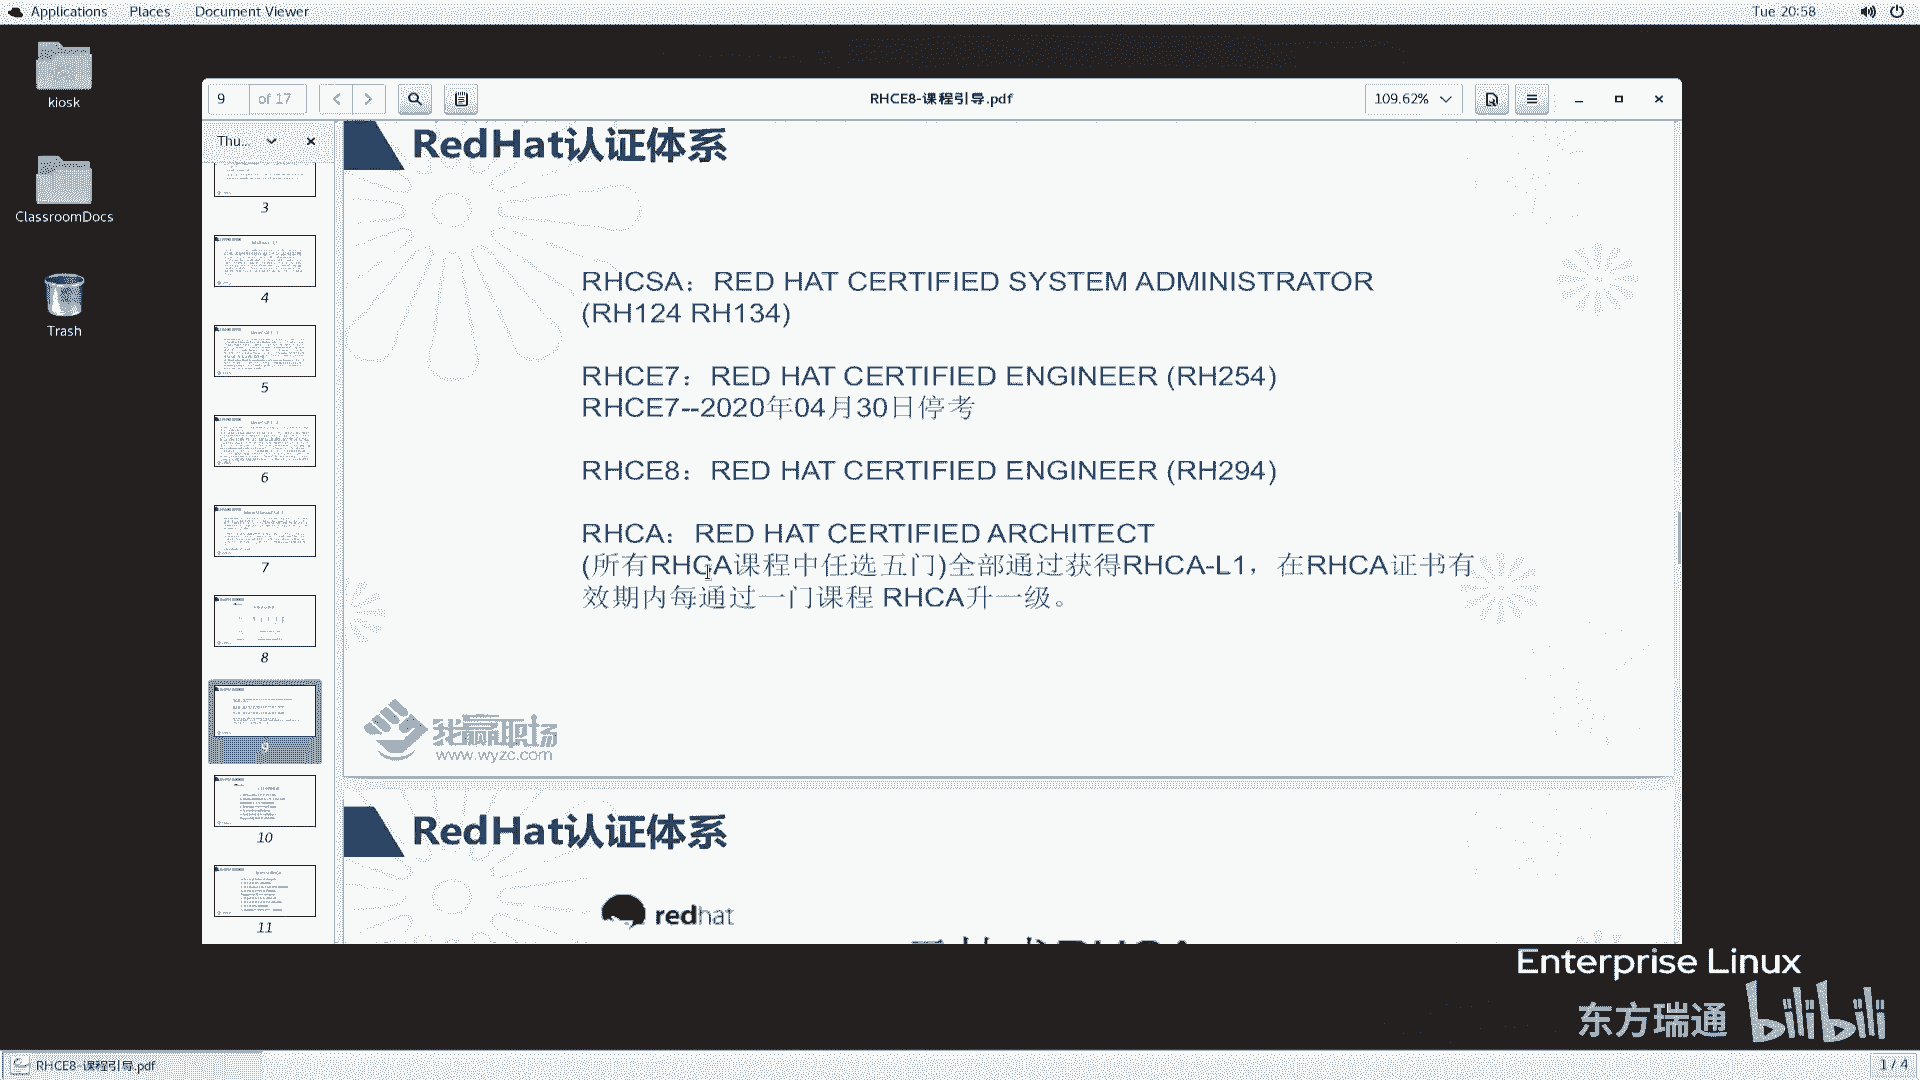 Applications Places Document Viewer Tue 20:58
kiosk
ClassroomDocs
Trash
9 of 17 RHCE8-课程引导.pdf 109.62%
Thu...
3
4
5
6
7
8
9
10
11
RedHat认证体系
RHCSA：RED HAT CERTIFIED SYSTEM ADMINISTRATOR
(RH124 RH134)
RHCE7：RED HAT CERTIFIED ENGINEER (RH254)
RHCE7--2020年04月30日停考
RHCE8：RED HAT CERTIFIED ENGINEER (RH294)
RHCA：RED HAT CERTIFIED ARCHITECT
(所有RHCA课程中任选五门)全部通过获得RHCA-L1，在RHCA证书有
效期内每通过一门课程 RHCA升一级。
我赢职场
www.wyzc.com
RedHat认证体系
redhat
Enterprise Linux
东方瑞通 bilibili
RHCE8-课程引导.pdf 1 / 4